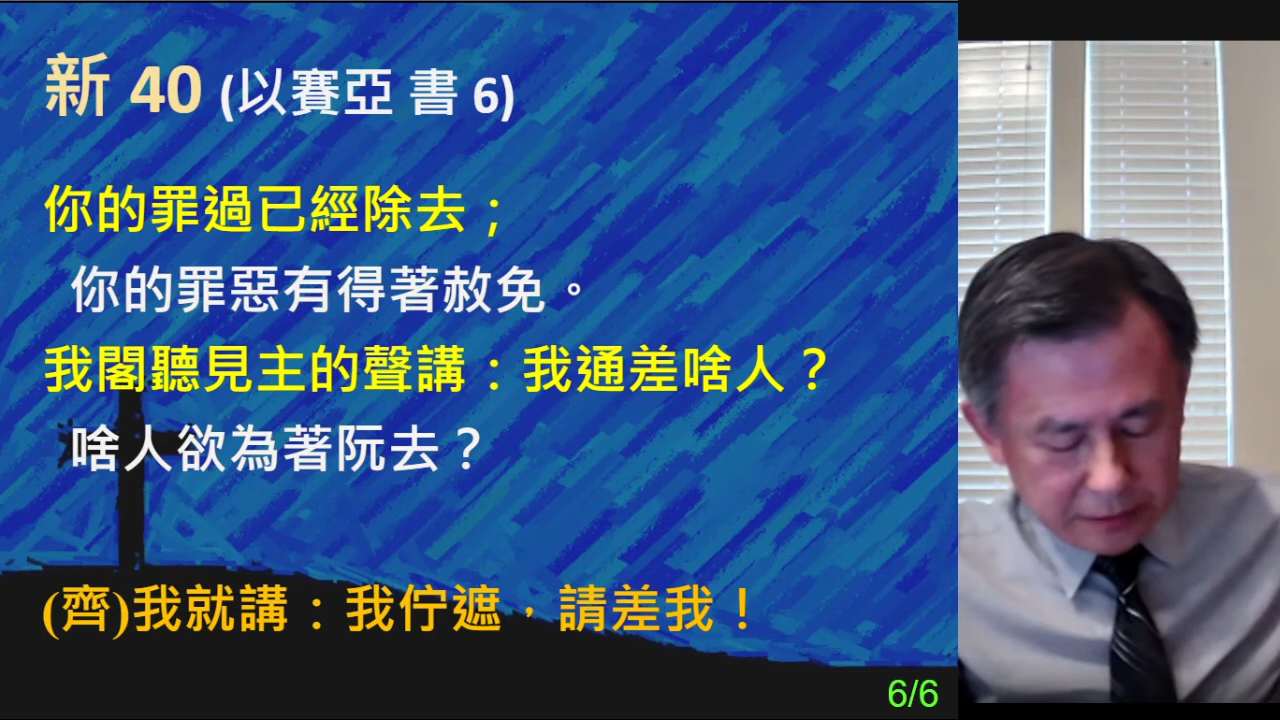 新 40 (以賽亞 書 6)
你的罪過已經除去；
你的罪惡有得著赦免。
我閣聽見主的聲講：我通差啥人？
啥人欲為著阮去？
(齊)我就講：我佇遮，請差我！
6/6